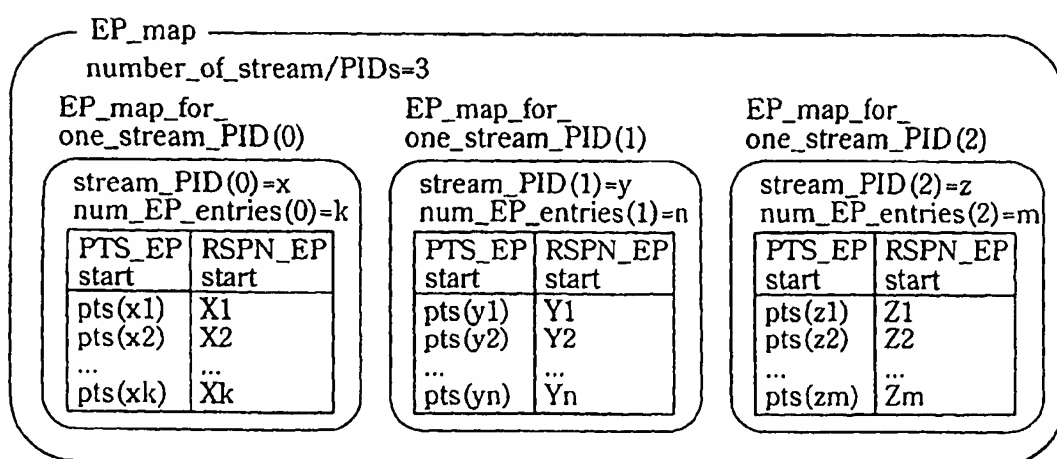 EP_map
number_of_stream/PIDs=3
EP_map_for_
one_stream_PID(0)
stream_PID(0)=x
num_EP_entries(0)=k
PTS_EP RSPN_EP
start start
pts(x1) X1
pts(x2) X2
... ...
pts(xk) Xk
EP_map_for_
one_stream_PID(1)
stream_PID(1)=y
num_EP_entries(1)=n
PTS_EP RSPN_EP
start start
pts(y1) Y1
pts(y2) Y2
... ...
pts(yn) Yn
EP_map_for_
one_stream_PID(2)
stream_PID(2)=z
num_EP_entries(2)=m
PTS_EP RSPN_EP
start start
pts(z1) Z1
pts(z2) Z2
... ...
pts(zm) Zm